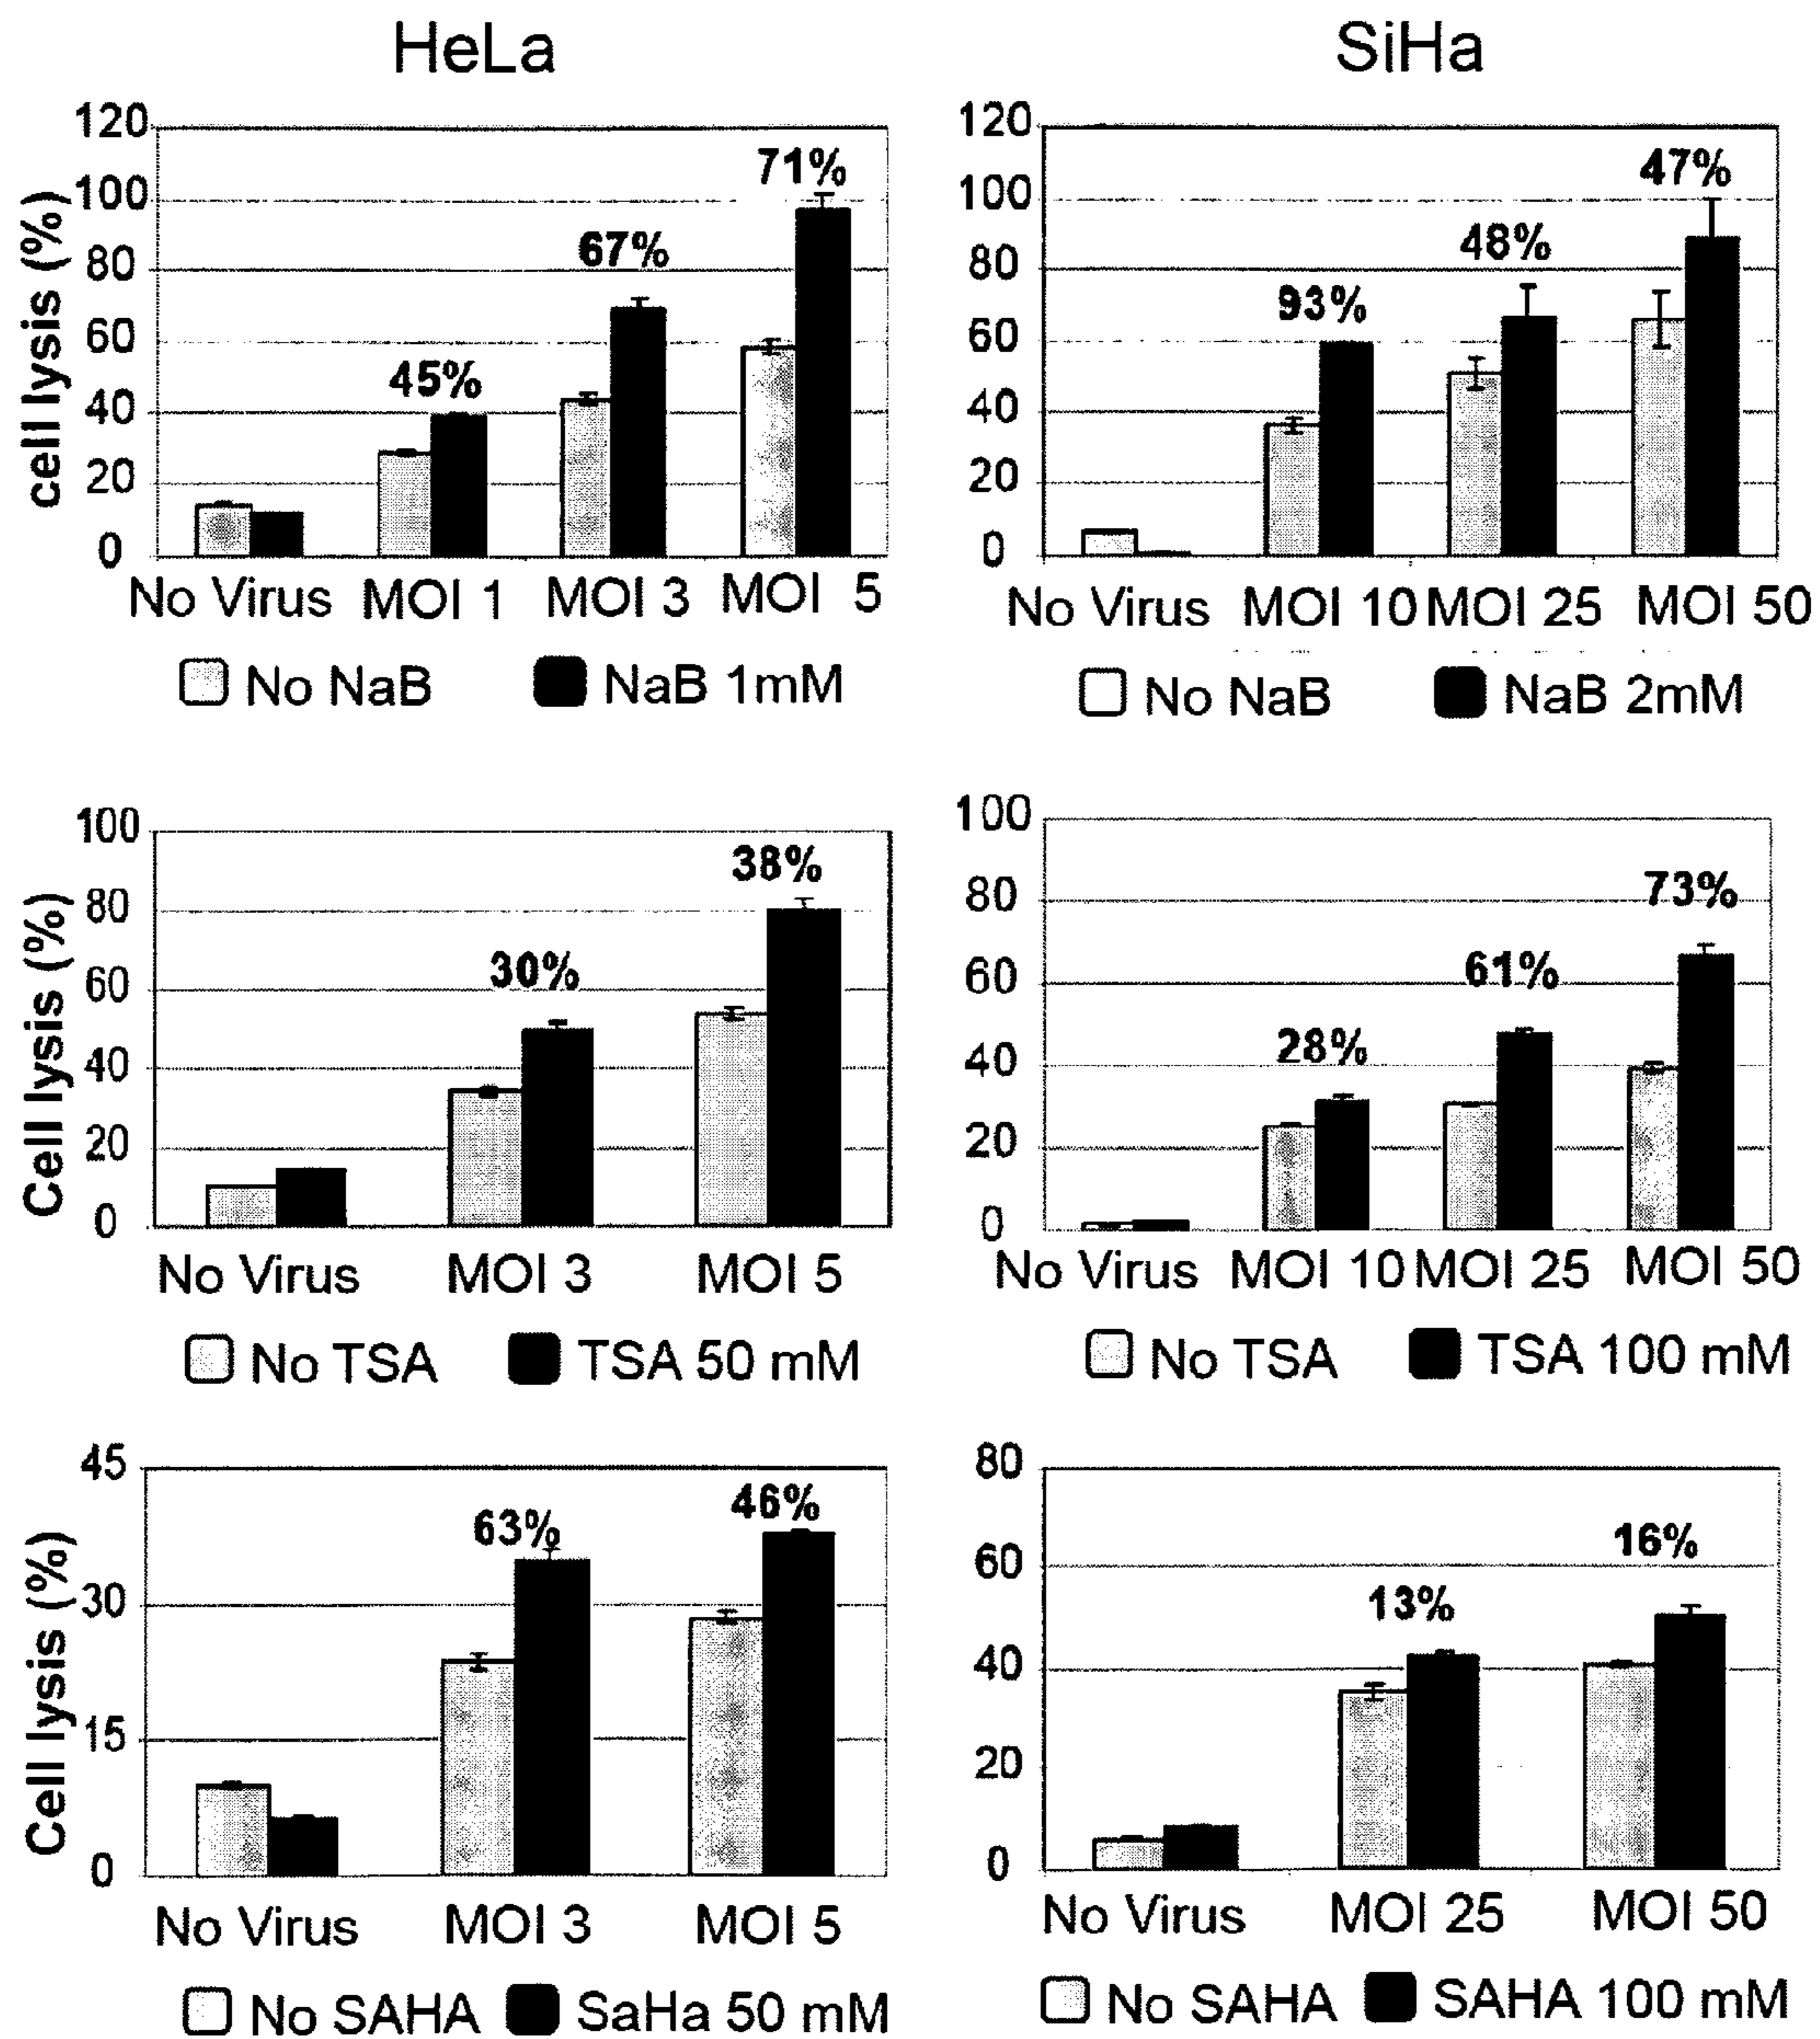 HeLa
SiHa
cell lysis (%)
120
100
80
60
40
20
0
45%
67%
71%
No Virus MOI 1 MOI 3 MOI 5
No NaB NaB 1mM
120
100
80
60
40
20
0
93%
48%
47%
No Virus MOI 10 MOI 25 MOI 50
No NaB NaB 2mM
Cell lysis (%)
100
80
60
40
20
0
30%
38%
No Virus MOI 3 MOI 5
No TSA TSA 50 mM
100
80
60
40
20
0
28%
61%
73%
No Virus MOI 10 MOI 25 MOI 50
No TSA TSA 100 mM
Cell lysis (%)
45
30
15
0
63%
46%
No Virus MOI 3 MOI 5
No SAHA SaHa 50 mM
80
60
40
20
0
13%
16%
No Virus MOI 25 MOI 50
No SAHA SAHA 100 mM